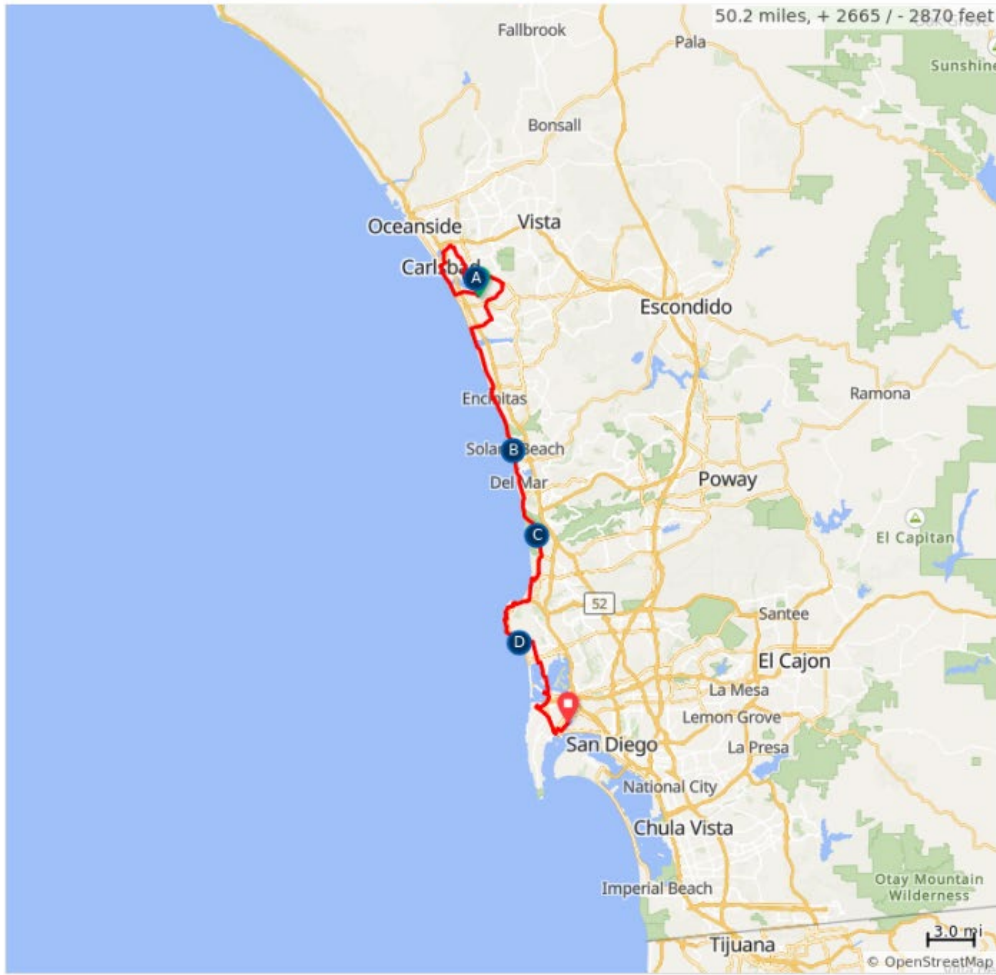 50.2 miles, + 2665 / - 2870 feet
Fallbrook
Pala
Sunshine
Bonsall
Oceanside
Vista
Carlsbad
A
Escondido
Ramona
Encinitas
B
Solana Beach
Del Mar
Poway
C
El Capitan
52
Santee
D
El Cajon
La Mesa
Lemon Grove
San Diego
La Presa
National City
Chula Vista
Imperial Beach
Otay Mountain
Wilderness
3.0 mi
Tijuana
© OpenStreetMap